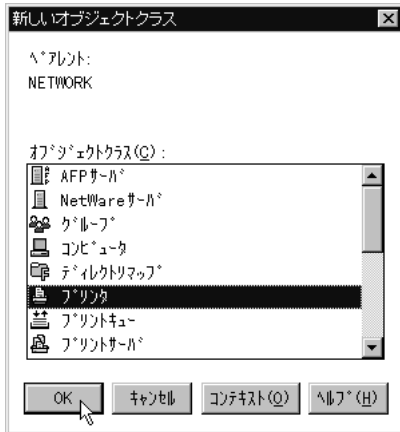 新しいオブジェクトクラス
ﾍﾟｱﾚﾝﾄ:
NETWORK
ｵﾌﾞｼﾞｪｸﾄｸﾗｽ(C):
AFPｻｰﾊﾞ
NetWareｻｰﾊﾞ
ｸﾞﾙｰﾌﾟ
ｺﾝﾋﾟｭｰﾀ
ﾃﾞｨﾚｸﾄﾘﾏｯﾌﾟ
ﾌﾟﾘﾝﾀ
ﾌﾟﾘﾝﾄｷｭｰ
ﾌﾟﾘﾝﾄｻｰﾊﾞ
OK ｷｬﾝｾﾙ ｺﾝﾃｷｽﾄ(O) ﾍﾙﾌﾟ(H)